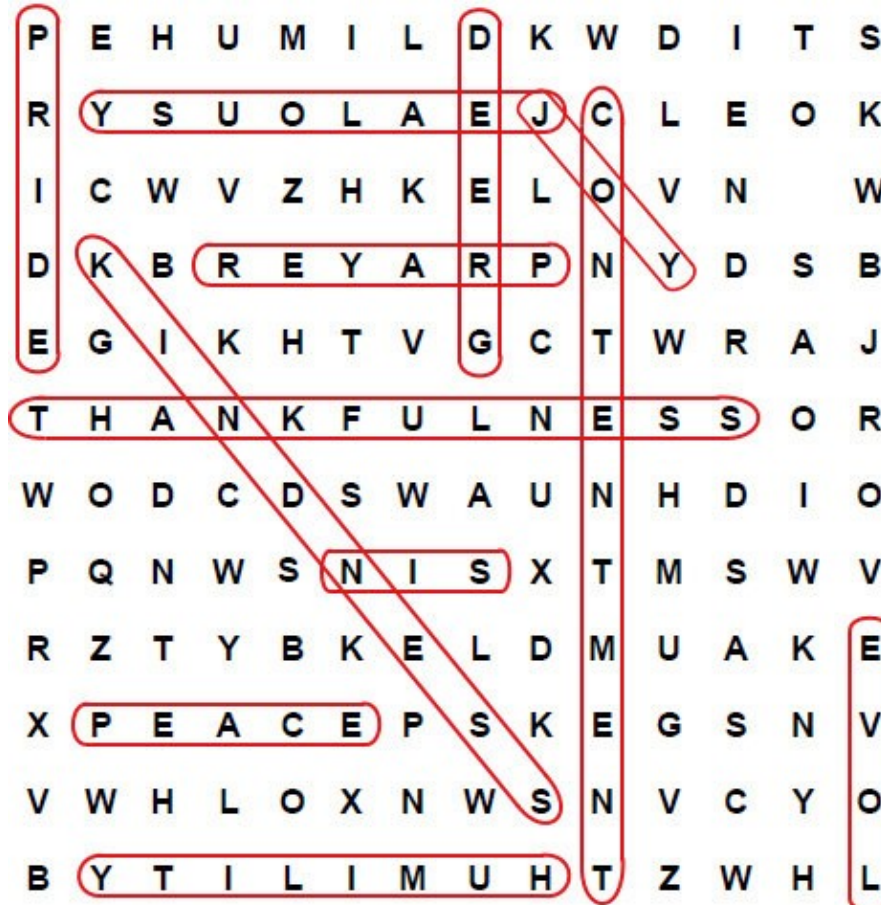 P E H U M I L D K W D I T S
R Y S U O L A E J C L E O K
I C W V Z H K E L O V N W
D K B R E Y A R P N Y D S B
E G I K H T V G C T W R A J
T H A N K F U L N E S S O R
W O D C D S W A U N H D I O
P Q N W S N I S X T M S W V
R Z T Y B K E L D M U A K E
X P E A C E P S K E G S N V
V W H L O X N W S N V C Y O
B Y T I L I M U H T Z W H L